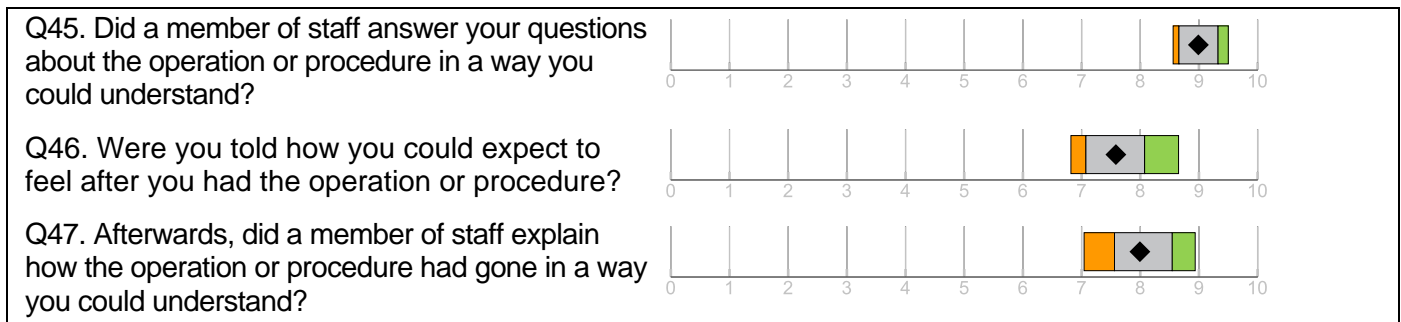 Q45. Did a member of staff answer your questions
about the operation or procedure in a way you
could understand?
0 1 2 3 4 5 6 7 8 9 10
Q46. Were you told how you could expect to
feel after you had the operation or procedure?
0 1 2 3 4 5 6 7 8 9 10
Q47. Afterwards, did a member of staff explain
how the operation or procedure had gone in a way
you could understand?
0 1 2 3 4 5 6 7 8 9 10